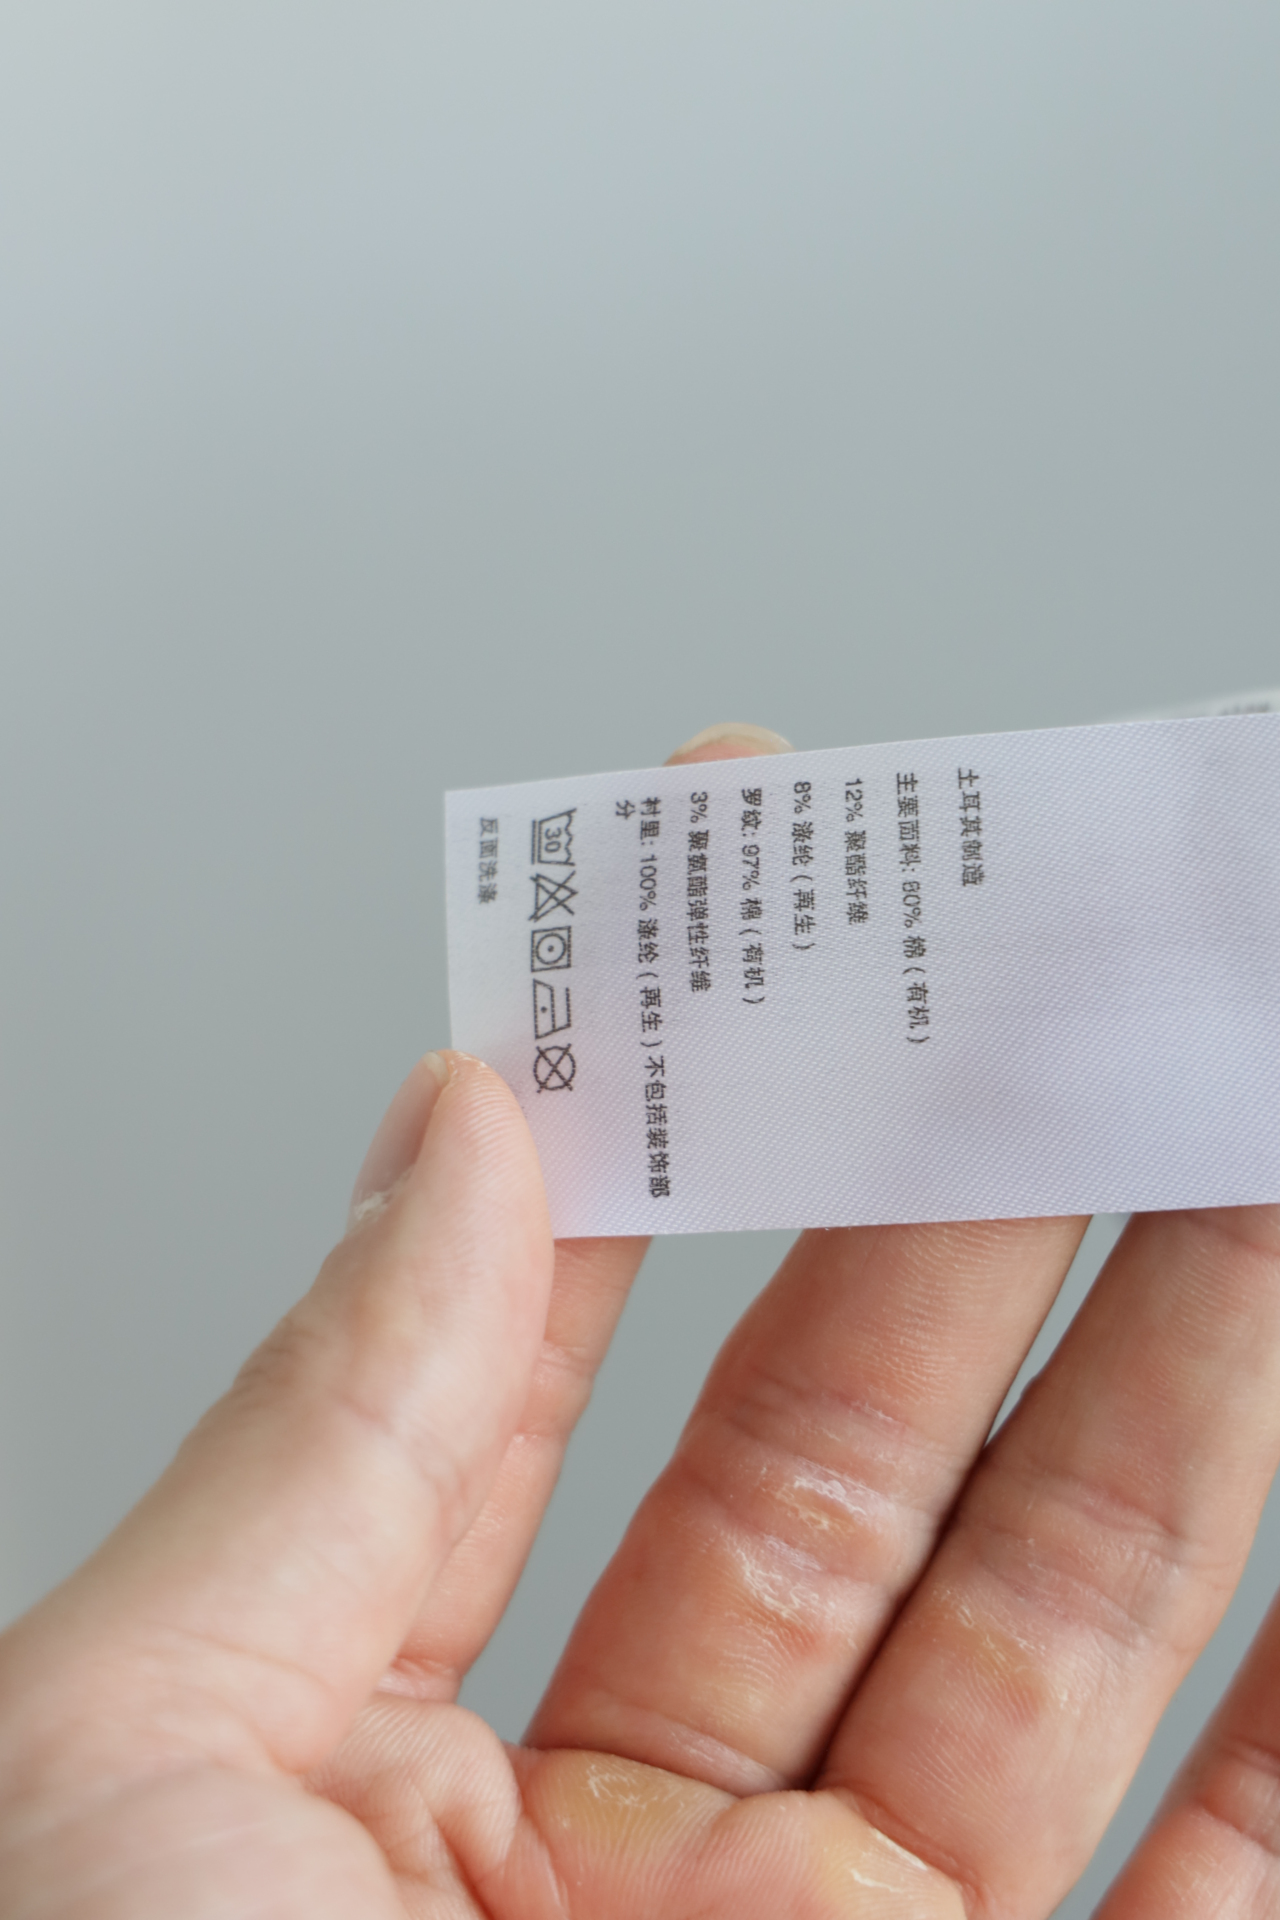 土耳其制造
主要面料: 80% 棉 ( 有机 )
12% 聚酯纤维
8% 涤纶 ( 再生 )
罗纹: 97% 棉 ( 有机 )
3% 聚氨酯弹性纤维
衬里: 100% 涤纶 ( 再生 ) 不包括装饰部
分
30
反面洗涤